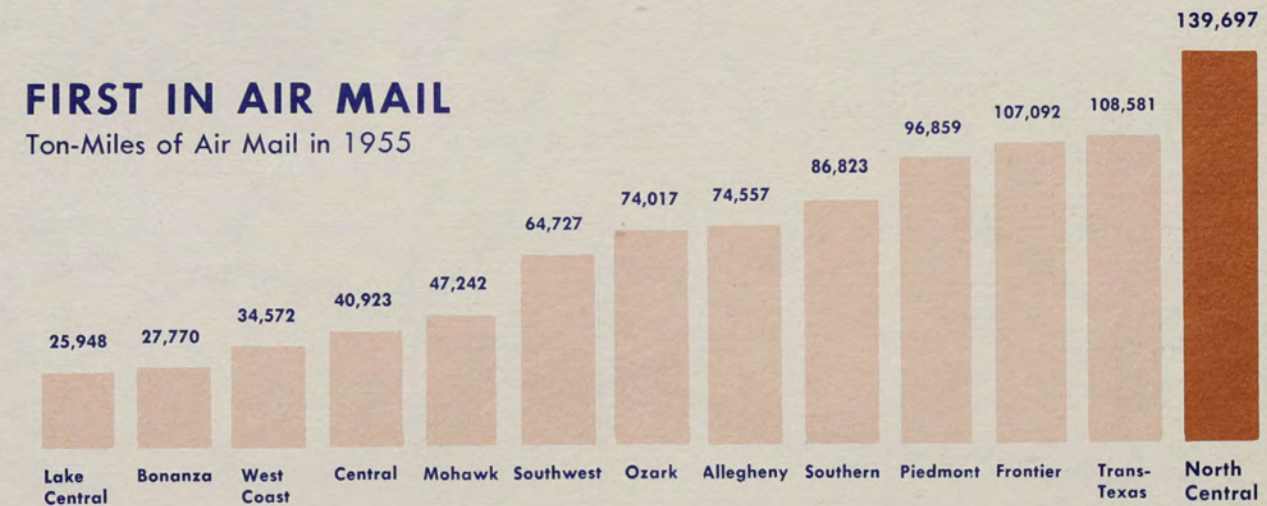 FIRST IN AIR MAIL
Ton-Miles of Air Mail in 1955
25,948
27,770
34,572
40,923
47,242
64,727
74,017
74,557
86,823
96,859
107,092
108,581
139,697
Lake
Central
Bonanza
West
Coast
Central
Mohawk
Southwest
Ozark
Allegheny
Southern
Piedmont
Frontier
Trans-
Texas
North
Central